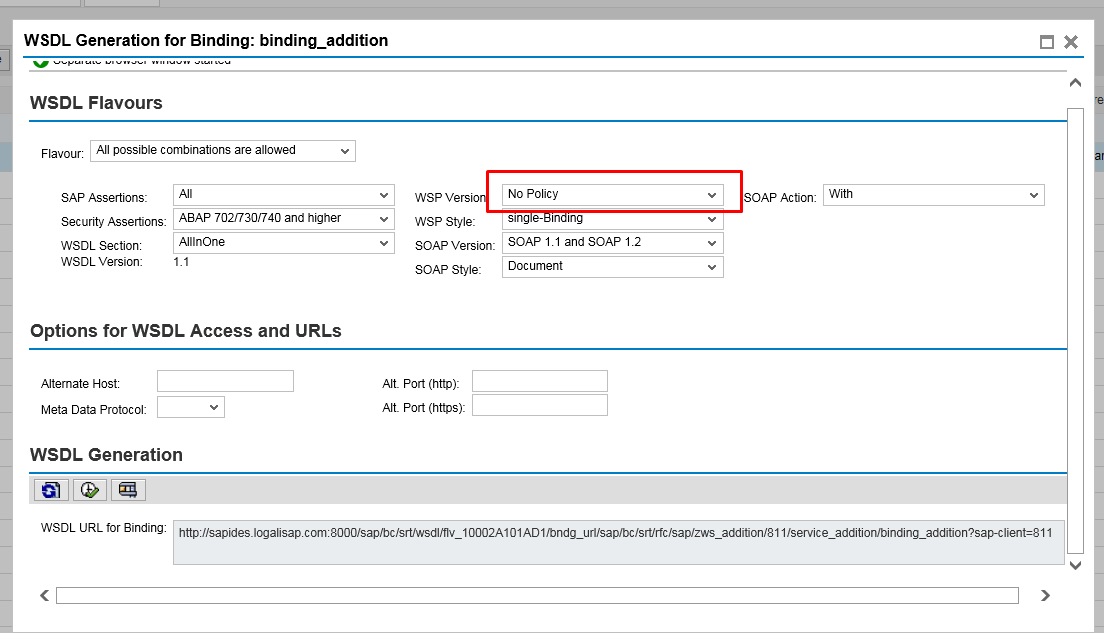 WSDL Generation for Binding: binding_addition
Separate browser window started
WSDL Flavours
Flavour: All possible combinations are allowed
SAP Assertions: All WSP Version No Policy SOAP Action: With
Security Assertions: ABAP 702/730/740 and higher WSP Style: single-Binding
WSDL Section: AllInOne SOAP Version: SOAP 1.1 and SOAP 1.2
WSDL Version: 1.1 SOAP Style: Document
Options for WSDL Access and URLs
Alternate Host: Alt. Port (http):
Meta Data Protocol: Alt. Port (https):
WSDL Generation
WSDL URL for Binding: http://sapides.logalisap.com:8000/sap/bc/srt/wsdl/flv_10002A101AD1/bndg_url/sap/bc/srt/rfc/sap/zws_addition/811/service_addition/binding_addition?sap-client=811